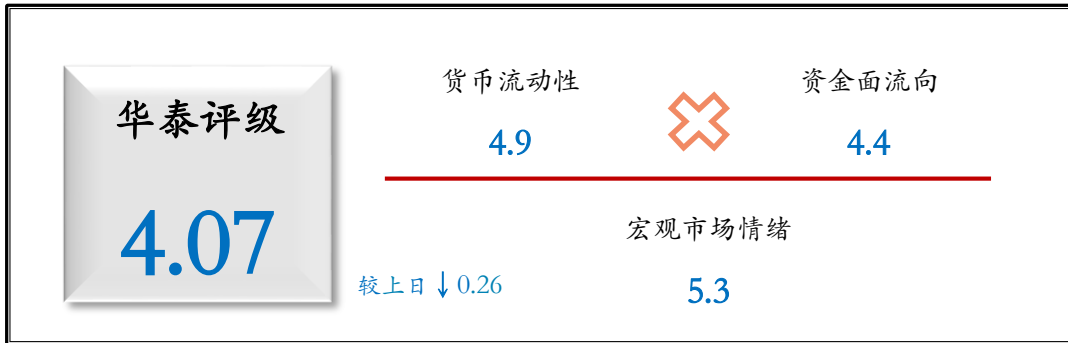 华泰评级
4.07
货币流动性
资金面流向
4.9
4.4
宏观市场情绪
较上日↓0.26
5.3